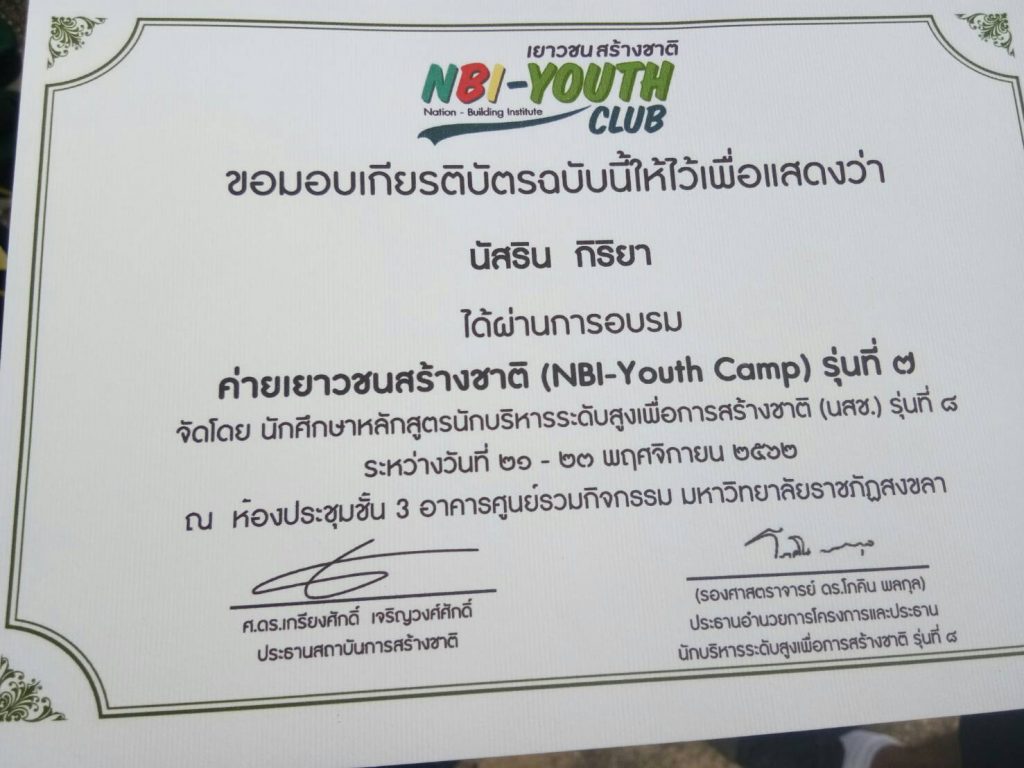 เยาวชน สร้างชาติ
NBI-YOUTH
Nation - Building Institute
CLUB
ขอมอบเกียรติบัตรฉบับนี้ให้ไว้เพื่อแสดงว่า
นัสริน กิริยา
ได้ผ่านการอบรม
ค่ายเยาวชนสร้างชาติ (NBI-Youth Camp) รุ่นที่ ๗
จัดโดย นักศึกษาหลักสูตรนักบริหารระดับสูงเพื่อการสร้างชาติ (นสช.) รุ่นที่ ๘
ระหว่างวันที่ ๒๑ - ๒๓ พฤศจิกายน ๒๕๖๒
ณ ห้องประชุมชั้น 3 อาคารศูนย์รวมกิจกรรม มหาวิทยาลัยราชภัฏสงขลา
ศ.ดร.เกรียงศักดิ์ เจริญวงศ์ศักดิ์
ประธานสถาบันการสร้างชาติ
(รองศาสตราจารย์ ดร.โภคิน พลกุล)
ประธานอำนวยการโครงการและประธาน
นักบริหารระดับสูงเพื่อการสร้างชาติ รุ่นที่ ๘